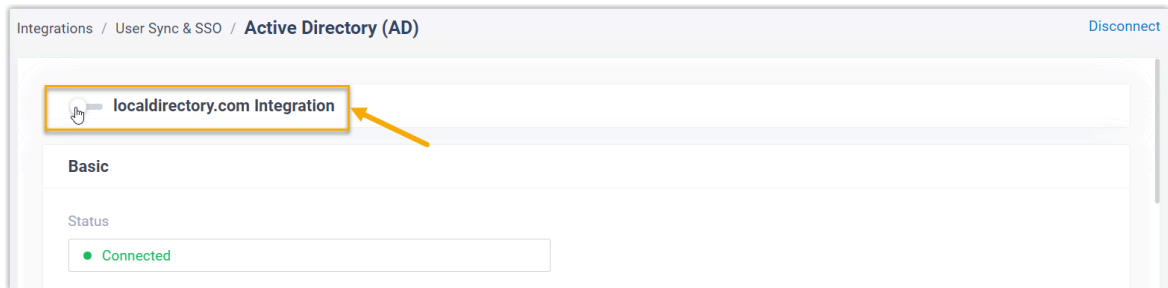 Integrations / User Sync & SSO / Active Directory (AD)
Disconnect
localdirectory.com Integration
Basic
Status
Connected